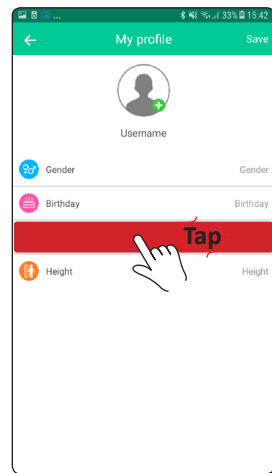 ... 33% 15:42
My profile Save
Username
Gender Gender
Birthday Birthday
Tap
Height Height